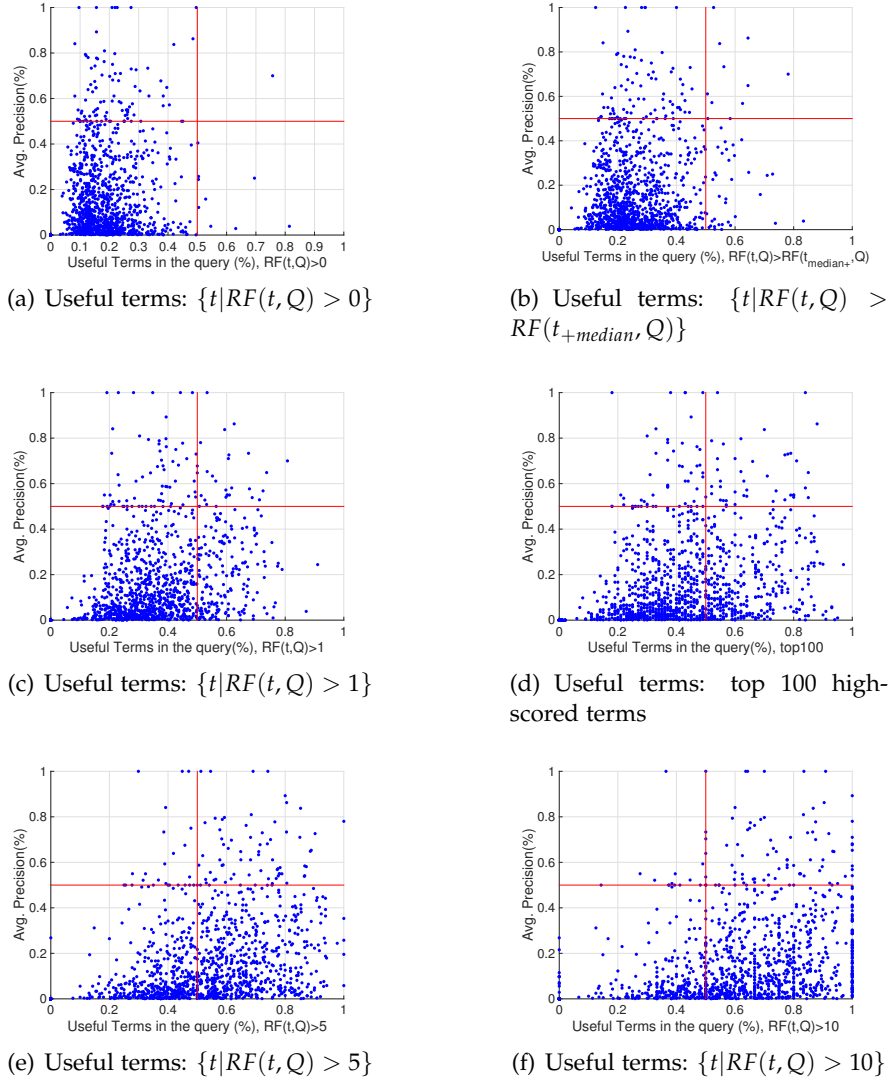 1
0.8
0.6
0.4
0.2
0
Avg. Precision(%)
0.1 0.2 0.3 0.4 0.5 0.6 0.7 0.8 0.9 1
Useful Terms in the query (%), RF(t,Q)>0
(a) Useful terms: {t|RF(t, Q) > 0}
1
0.8
0.6
0.4
0.2
0
Avg. Precision(%)
0 0.2 0.4 0.6 0.8 1
Useful Terms in the query (%), RF(t,Q)>RF(t_median+,Q)
(b) Useful terms: {t|RF(t, Q) >
RF(t_+median, Q)}
1
0.8
0.6
0.4
0.2
0
Avg. Precision(%)
0 0.2 0.4 0.6 0.8 1
Useful Terms in the query(%), RF(t,Q)>1
(c) Useful terms: {t|RF(t, Q) > 1}
1
0.8
0.6
0.4
0.2
0
Avg. Precision(%)
0 0.2 0.4 0.6 0.8 1
Useful Terms in the query(%), top100
(d) Useful terms: top 100 high-
scored terms
1
0.8
0.6
0.4
0.2
0
Avg. Precision(%)
0 0.2 0.4 0.6 0.8 1
Useful Terms in the query (%), RF(t,Q)>5
(e) Useful terms: {t|RF(t, Q) > 5}
1
0.8
0.6
0.4
0.2
0
Avg. Precision(%)
0 0.2 0.4 0.6 0.8 1
Useful Terms in the query (%), RF(t,Q)>10
(f) Useful terms: {t|RF(t, Q) > 10}